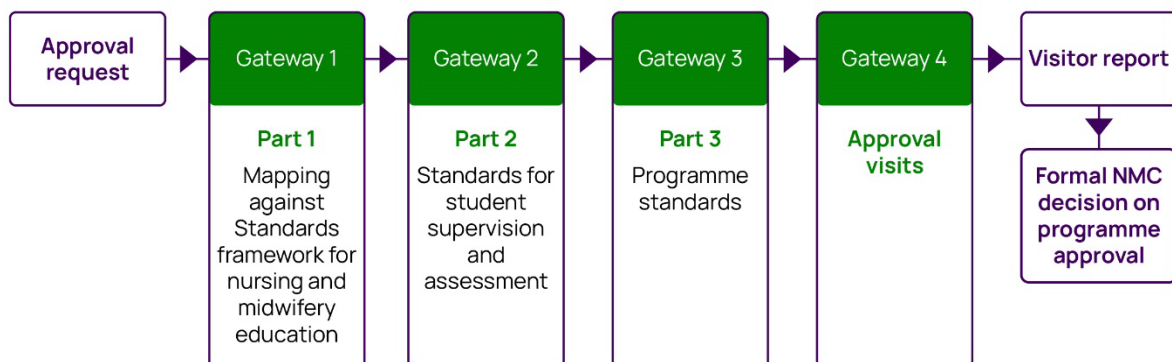 Approval
request
Gateway 1
Part 1
Mapping
against
Standards
framework for
nursing and
midwifery
education
Gateway 2
Part 2
Standards for
student
supervision
and
assessment
Gateway 3
Part 3
Programme
standards
Gateway 4
Approval
visits
Visitor report
Formal NMC
decision on
programme
approval